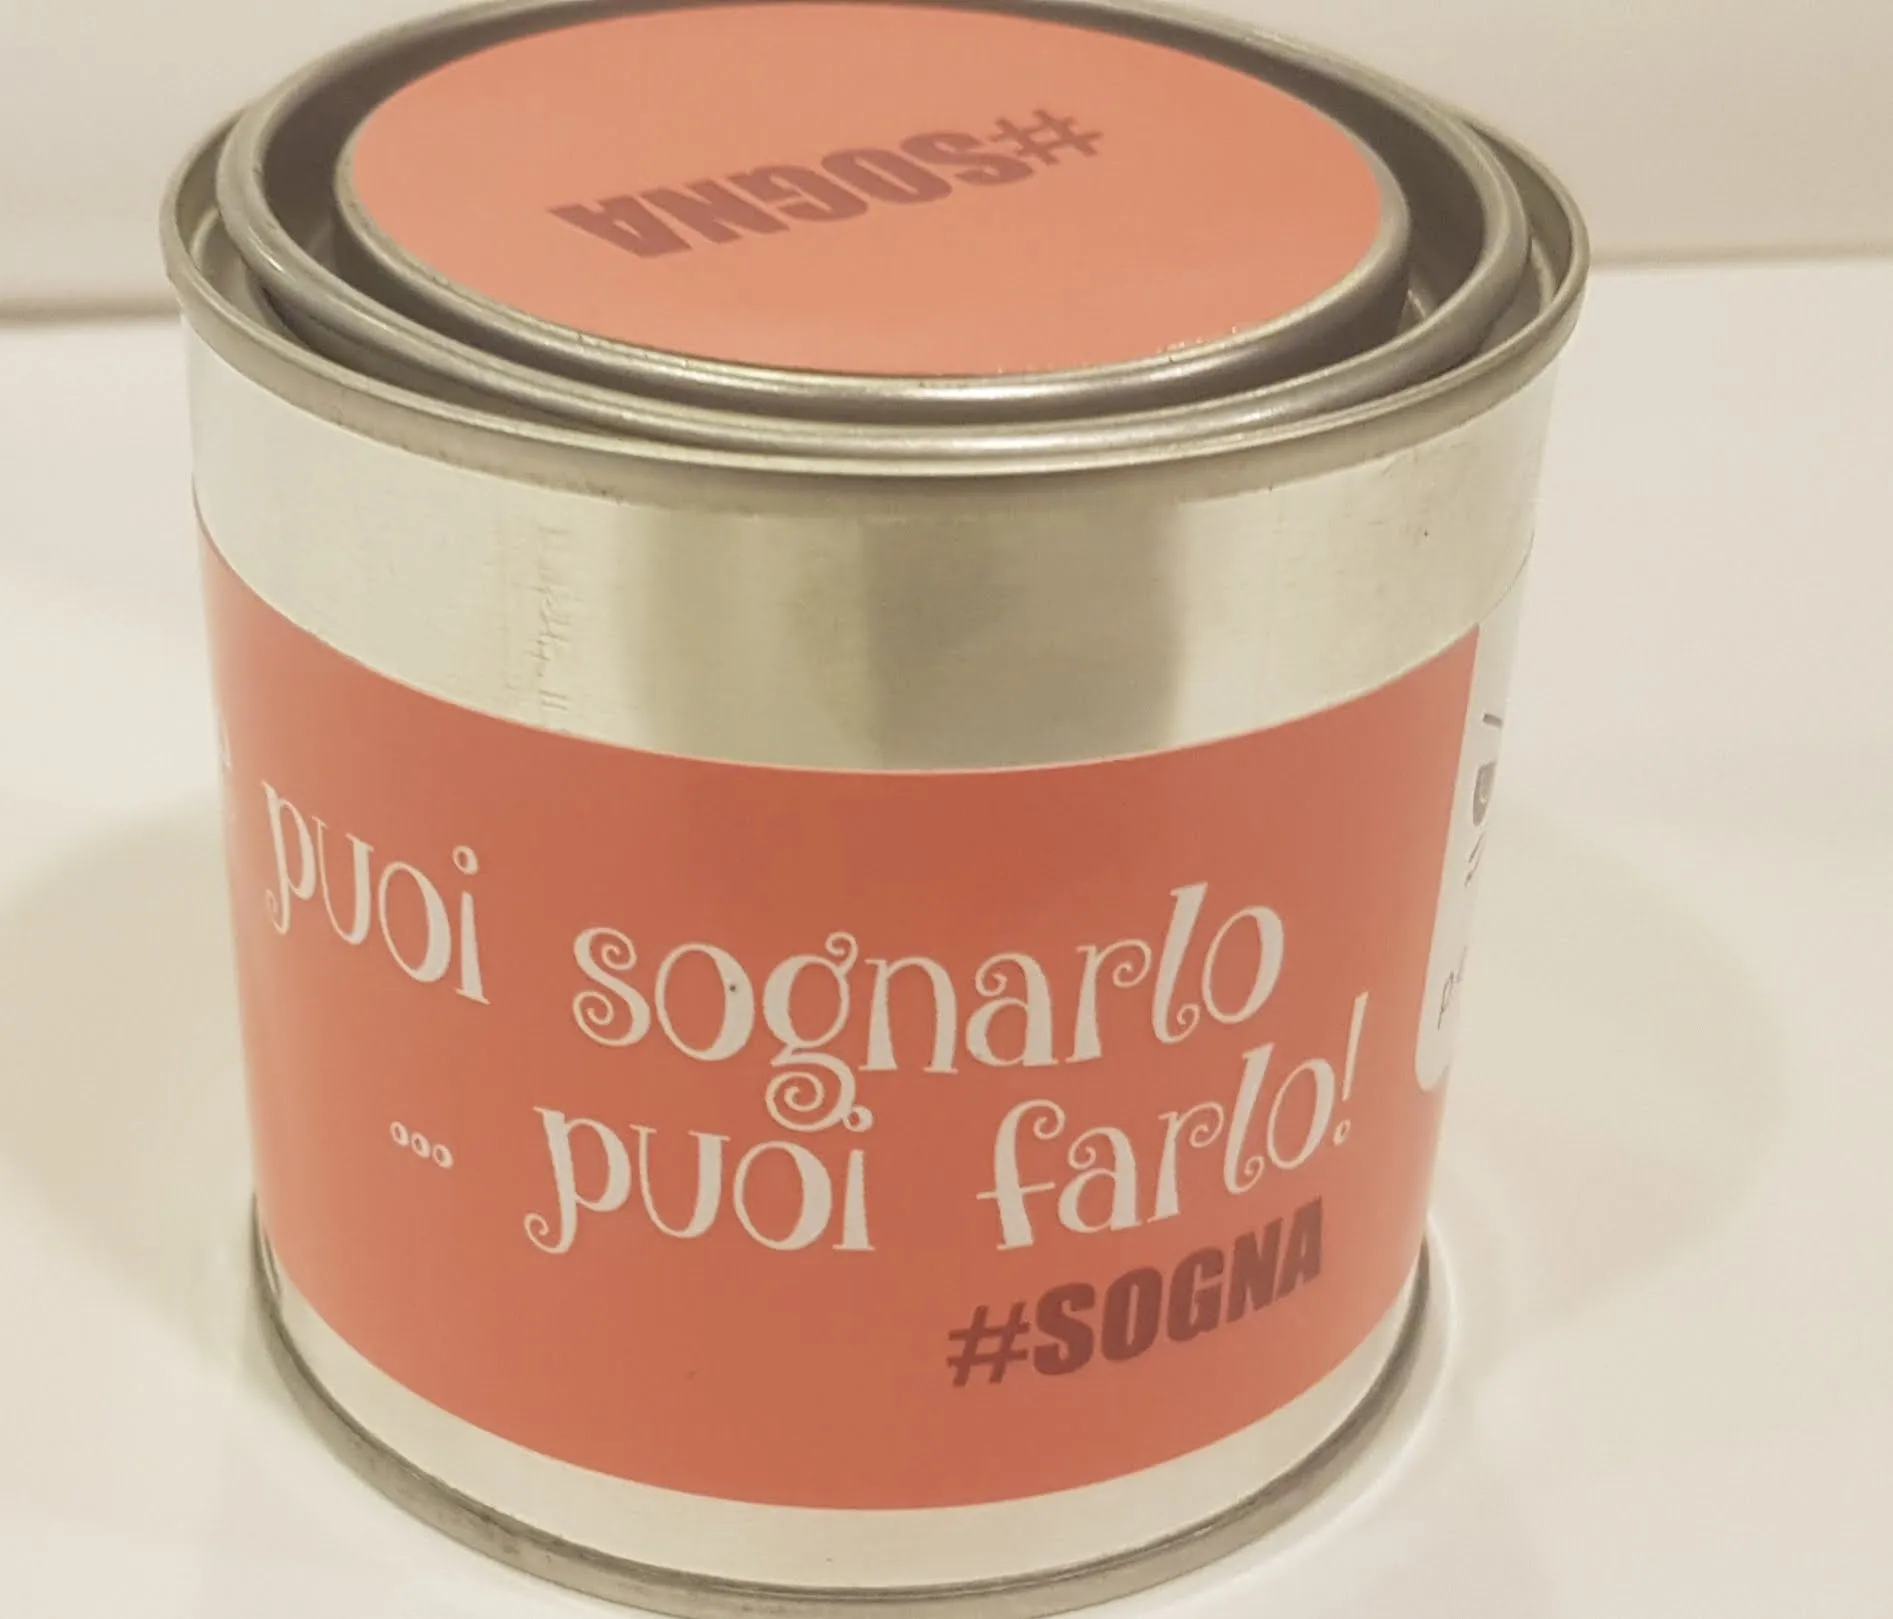 #SOGNA
puoi sognarlo
... puoi farlo!
#SOGNA